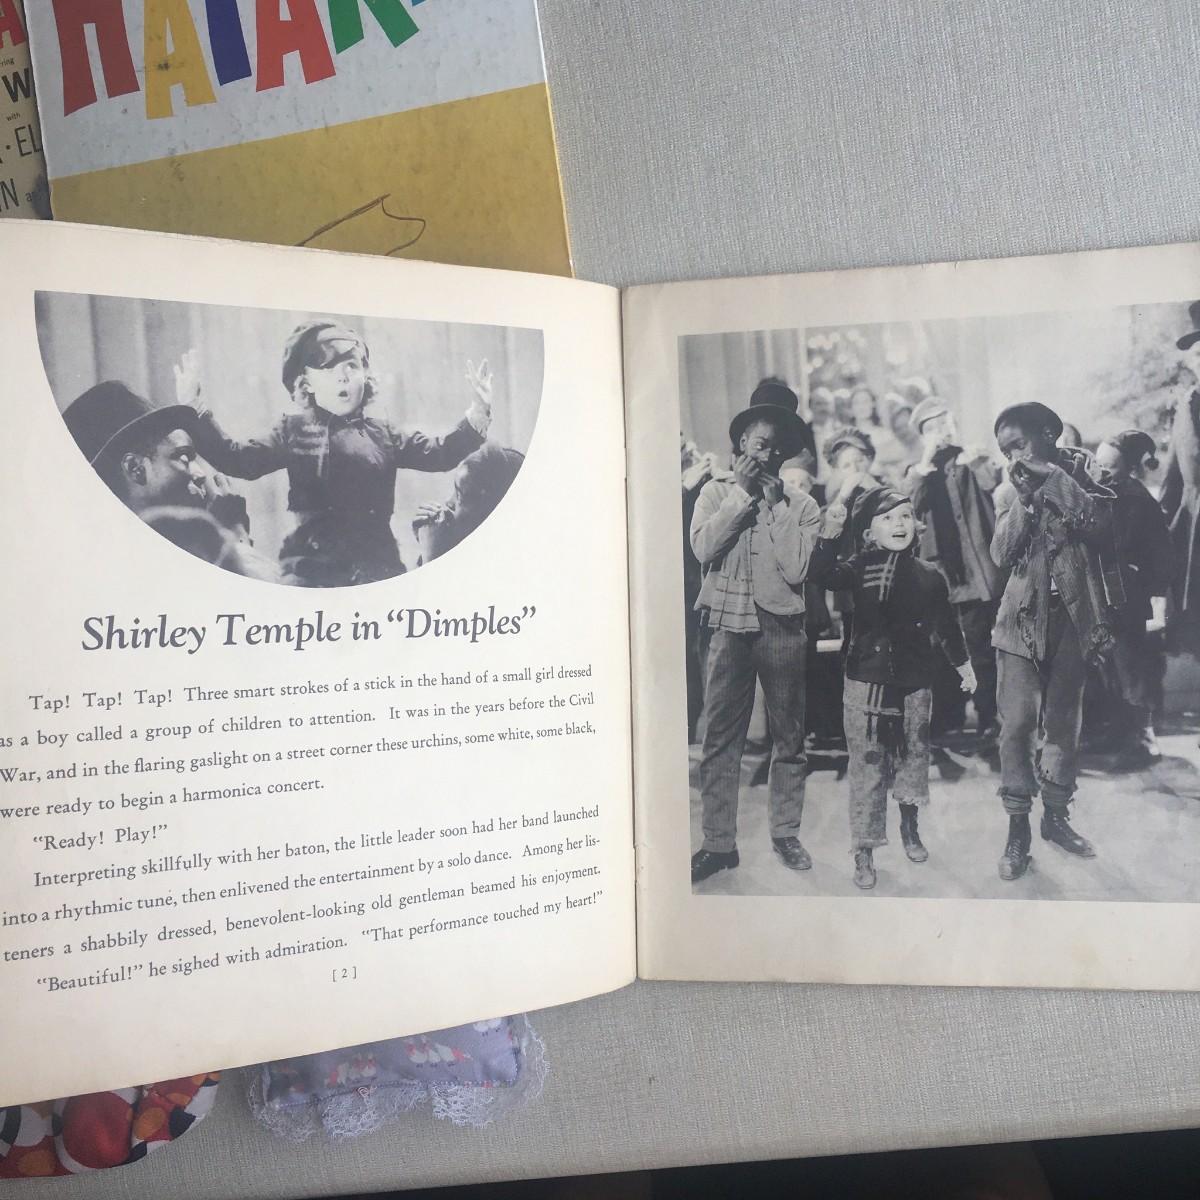 HATAR
ring
W
with
EL
IN
Shirley Temple in “Dimples”
Tap! Tap! Tap! Three smart strokes of a stick in the hand of a small girl dressed
as a boy called a group of children to attention. It was in the years before the Civil
War, and in the flaring gaslight on a street corner these urchins, some white, some black,
were ready to begin a harmonica concert.
“Ready! Play!”
Interpreting skillfully with her baton, the little leader soon had her band launched
into a rhythmic tune, then enlivened the entertainment by a solo dance. Among her lis-
teners a shabbily dressed, benevolent-looking old gentleman beamed his enjoyment.
“Beautiful!” he sighed with admiration. “That performance touched my heart!”
[ 2 ]